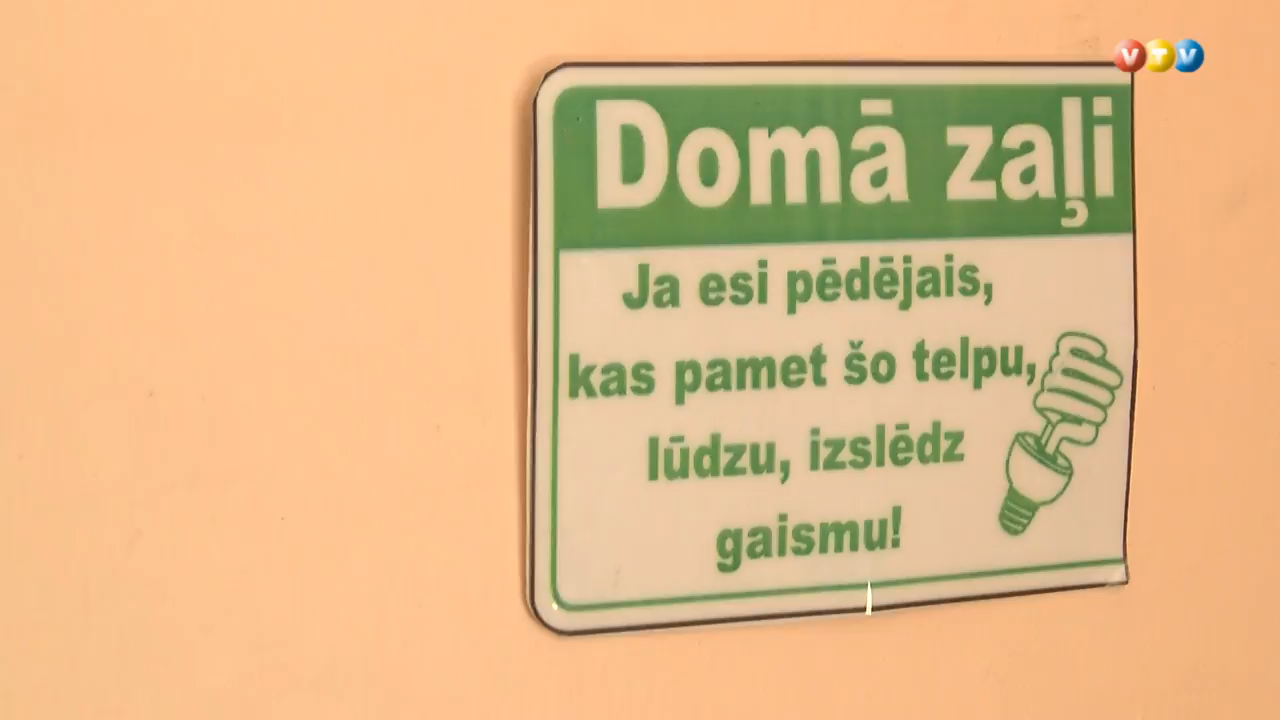 VTV
Domā zaļi
Ja esi pēdējais,
kas pamet šo telpu,
lūdzu, izslēdz
gaismu!